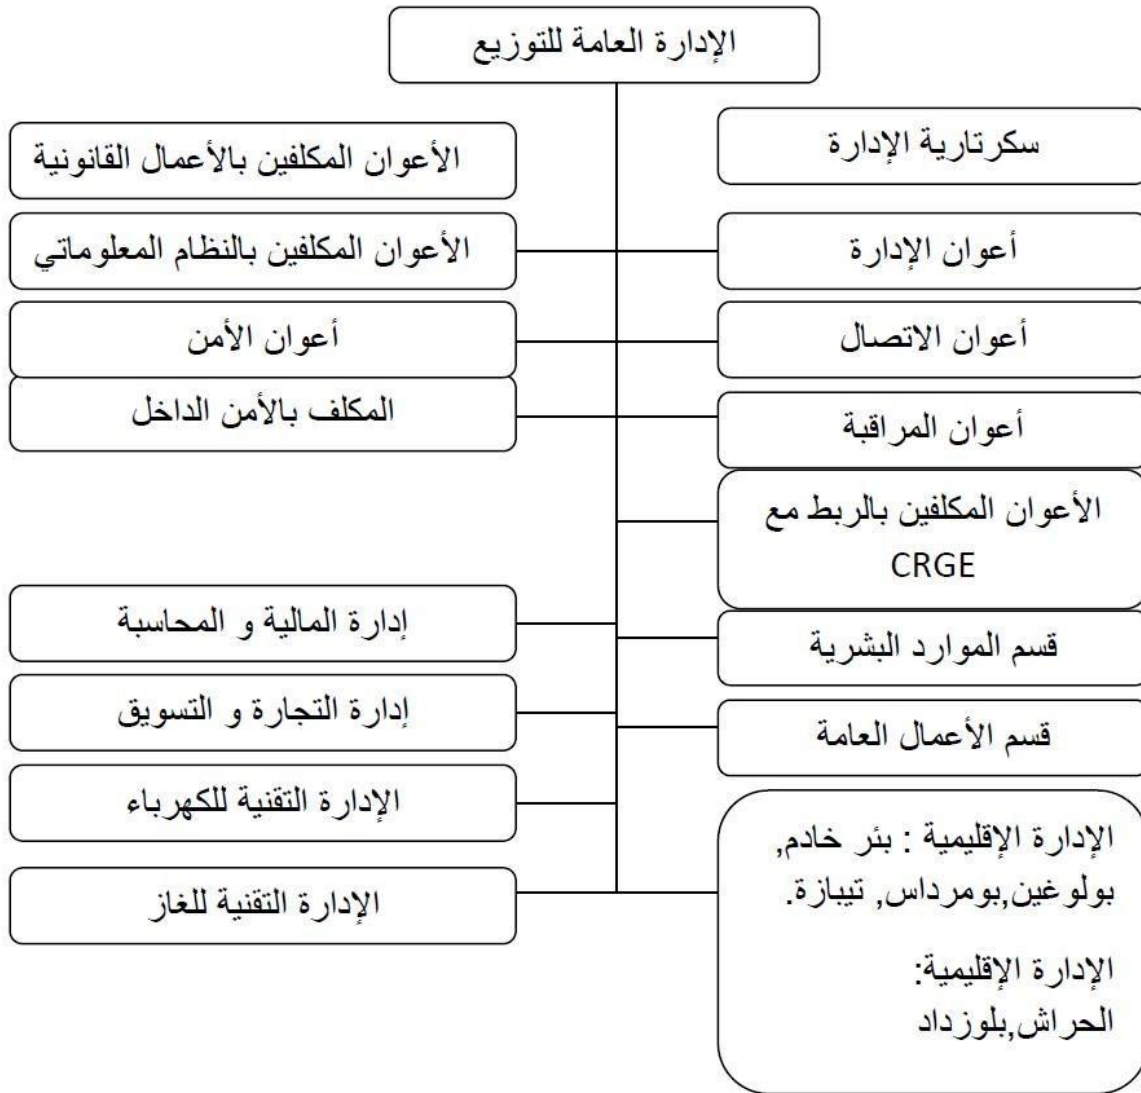 الإدارة العامة للتوزيع
سكرتارية الإدارة
الأعوان المكلفين بالأعمال القانونية
أعوان الإدارة
الأعوان المكلفين بالنظام المعلوماتي
أعوان الاتصال
أعوان الأمن
أعوان المراقبة
المكلف بالأمن الداخل
الأعوان المكلفين بالربط مع
CRGE
قسم الموارد البشرية
إدارة المالية و المحاسبة
قسم الأعمال العامة
إدارة التجارة و التسويق
الإدارة التقنية للكهرباء
الإدارة الإقليمية : بئر خادم,
بولوغين,بومرداس, تيبازة.
الإدارة الإقليمية:
الحراش,بلوزداد
الإدارة التقنية للغاز